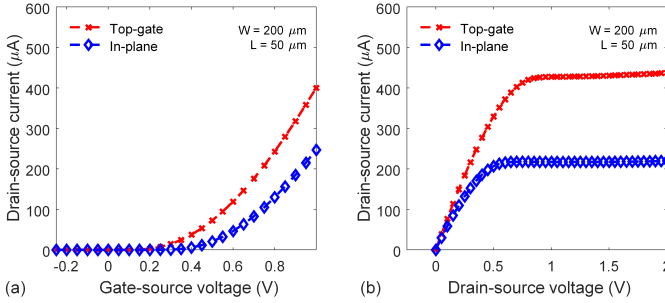 Drain-source current (μA)
600
500
400
300
200
100
0
Top-gate
In-plane
W = 200 μm
L = 50 μm
-0.2 0 0.2 0.4 0.6 0.8
(a) Gate-source voltage (V)
Drain-source current (μA)
600
500
400
300
200
100
0
Top-gate
In-plane
W = 200 μm
L = 50 μm
0 0.5 1 1.5 2
(b) Drain-source voltage (V)